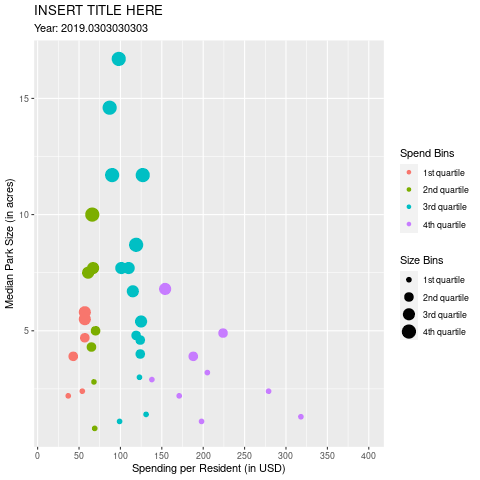 INSERT TITLE HERE
Year: 2019.0303030303
Median Park Size (in acres)
15
10
5
0 50 100 150 200 250 300 350 400
Spending per Resident (in USD)
Spend Bins
1st quartile
2nd quartile
3rd quartile
4th quartile
Size Bins
1st quartile
2nd quartile
3rd quartile
4th quartile